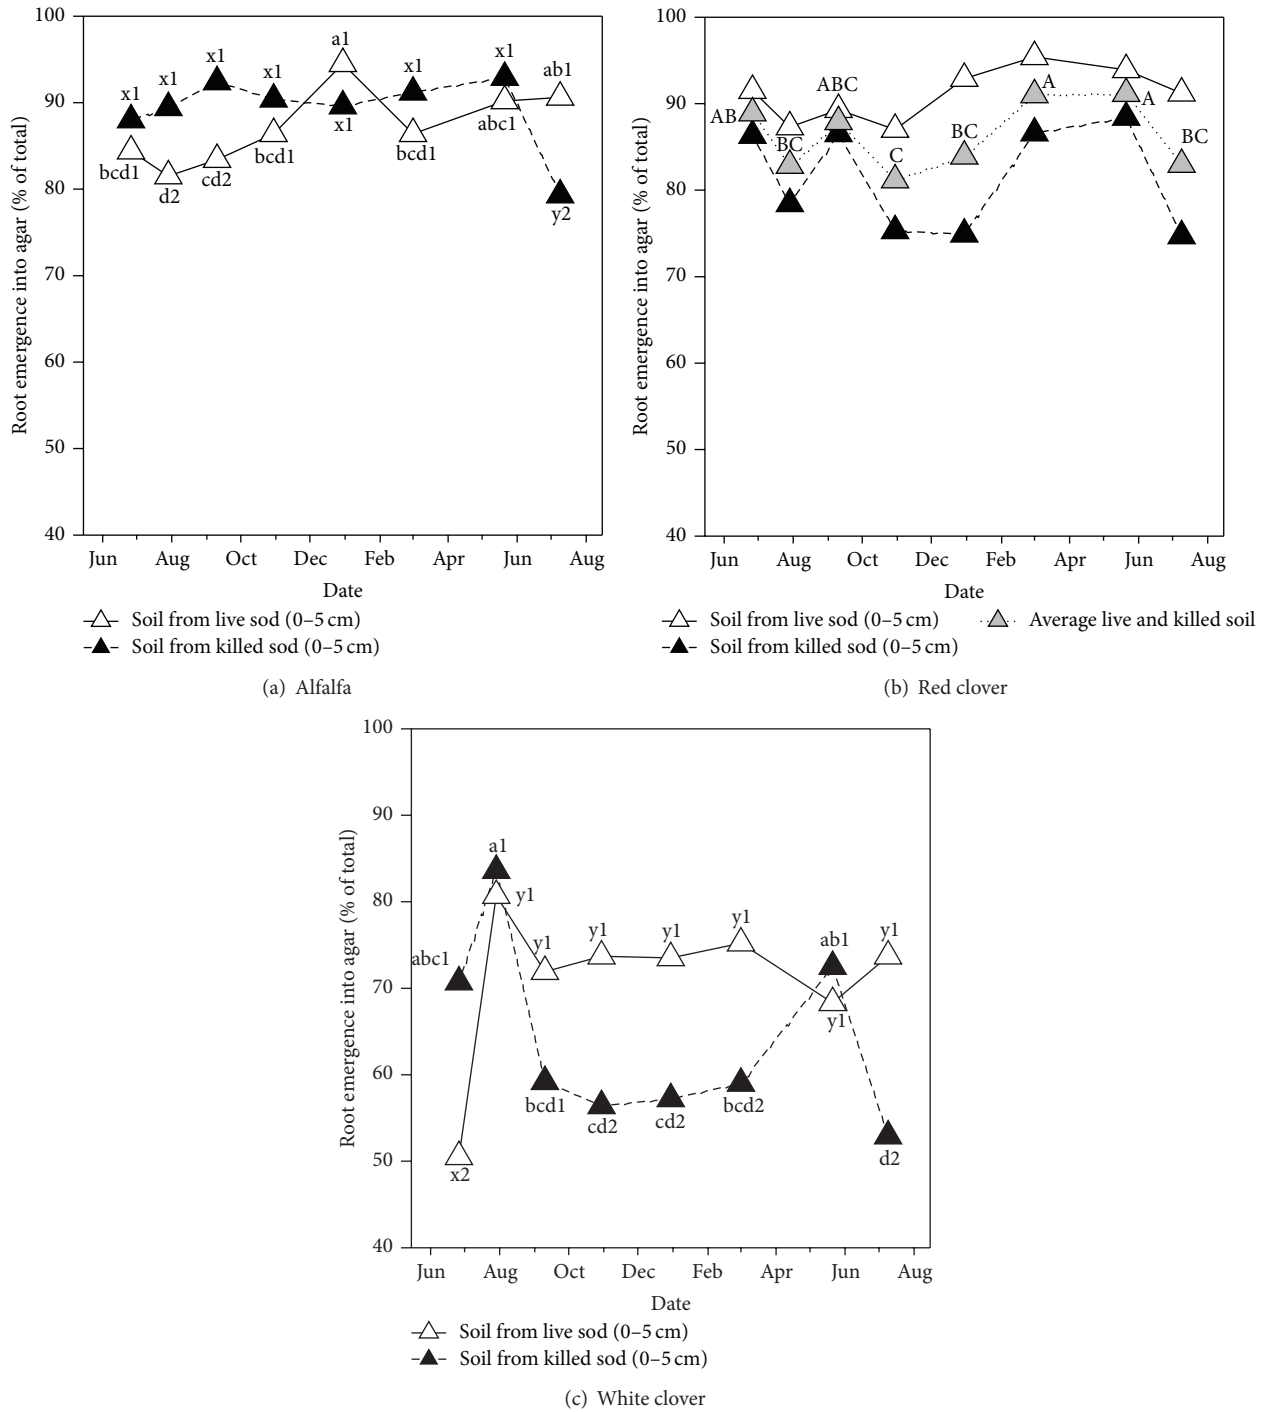 100
90
80
70
60
50
40
Root emergence into agar (% of total)
x1
x1
x1
x1
a1
x1
x1
x1
ab1
bcd1
d2
cd2
bcd1
bcd1
abc1
y2
Jun Aug Oct Dec Feb Apr Jun Aug
Date
Soil from live sod (0–5 cm)
Soil from killed sod (0–5 cm)
(a) Alfalfa
100
90
80
70
60
50
40
Root emergence into agar (% of total)
AB
BC
ABC
C
BC
A
A
BC
Jun Aug Oct Dec Feb Apr Jun Aug
Date
Soil from live sod (0–5 cm)
Soil from killed sod (0–5 cm)
Average live and killed soil
(b) Red clover
100
90
80
70
60
50
40
Root emergence into agar (% of total)
abc1
a1
y1
y1
y1
y1
y1
ab1
y1
y1
x2
bcd1
cd2
cd2
bcd2
d2
Jun Aug Oct Dec Feb Apr Jun Aug
Date
Soil from live sod (0–5 cm)
Soil from killed sod (0–5 cm)
(c) White clover